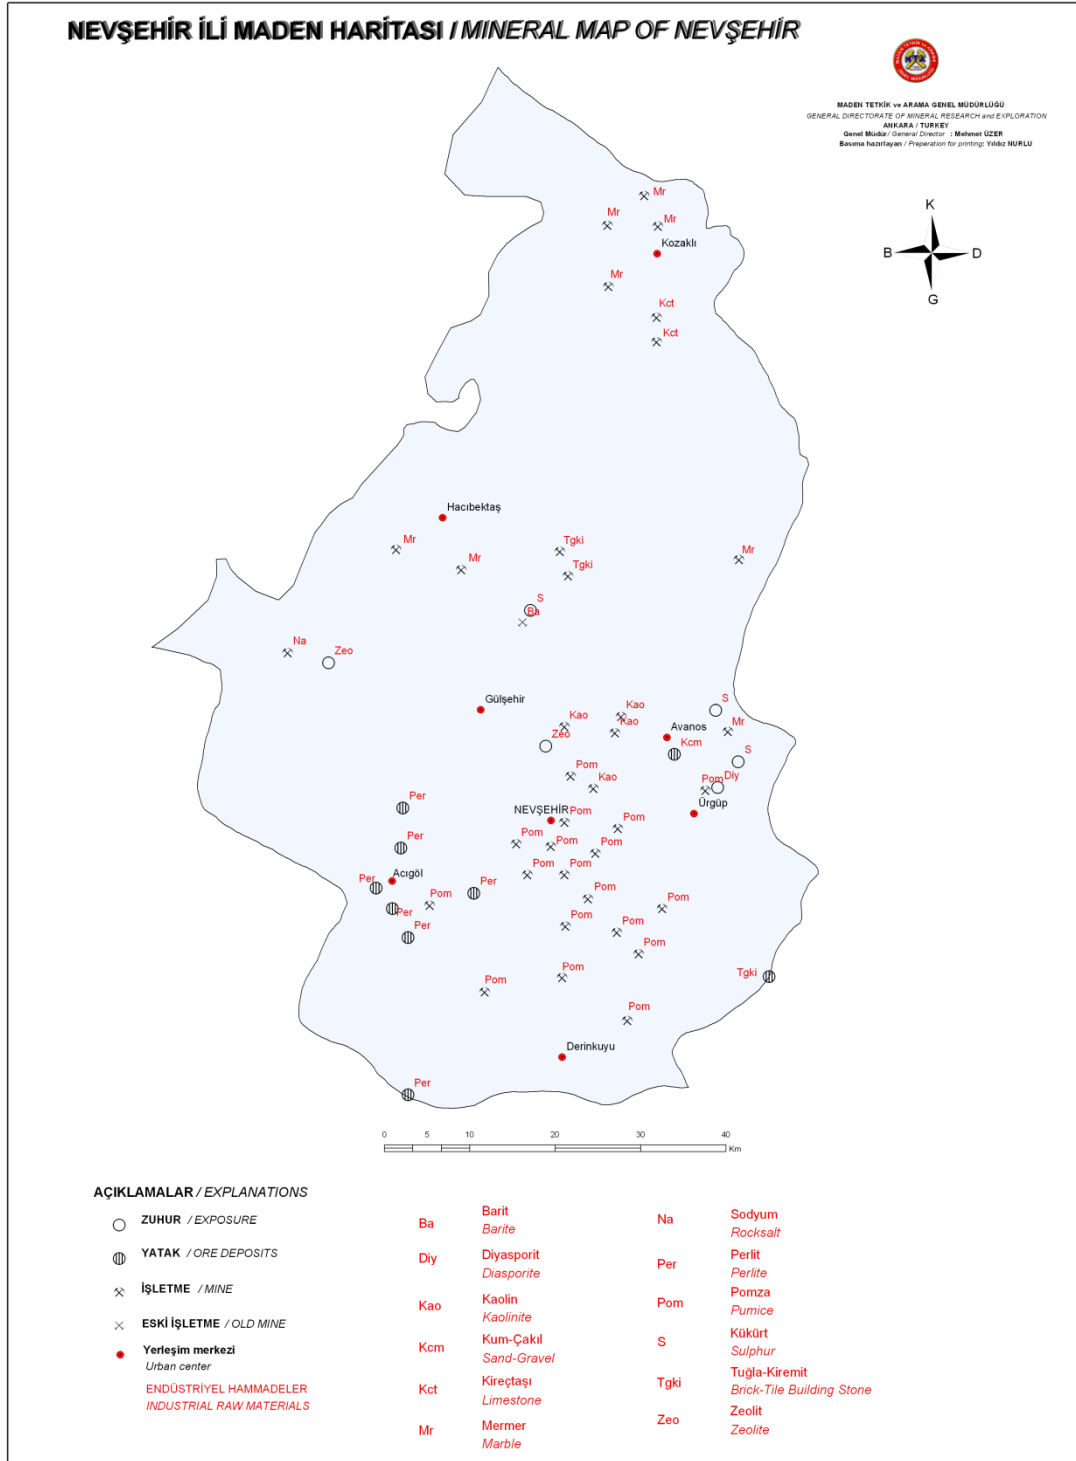 NEVŞEHİR İLİ MADEN HARİTASI / MINERAL MAP OF NEVŞEHİR
MADEN TETKİK ve ARAMA GENEL MÜDÜRLÜĞÜ
GENERAL DIRECTORATE OF MINERAL RESEARCH and EXPLORATION
ANKARA / TURKEY
Genel Müdür / General Director : Mehmet ÜZER
Basıma hazırlayan / Preparation for printing: Yıldız NURLU
K
B D
G
Mr
Mr
Mr
Kozaklı
Mr
Kct
Kct
Hacıbektaş
Mr
Mr
Tgki
Tgki
Mr
S
Ba
Na
Zeo
Gülşehir
Kao
Kao
Kao
S
Mr
Avanos
Kcm
Zeo
S
Pom
Kao
Pom
Diy
Ürgüp
Per
NEVŞEHİR
Pom
Pom
Per
Pom
Pom
Pom
Acıgöl
Pom
Pom
Per
Per
Pom
Pom
Pom
Per
Per
Pom
Pom
Pom
Pom
Pom
Tgki
Pom
Derinkuyu
Per
0 5 10 20 30 40
Km
AÇIKLAMALAR / EXPLANATIONS
ZUHUR / EXPOSURE
YATAK / ORE DEPOSITS
İŞLETME / MINE
ESKİ İŞLETME / OLD MINE
Yerleşim merkezi
Urban center
ENDÜSTRİYEL HAMMADELER
INDUSTRIAL RAW MATERIALS
Ba Barit
Barite
Diy Diyasporit
Diasporite
Kao Kaolin
Kaolinite
Kcm Kum-Çakıl
Sand-Gravel
Kct Kireçtaşı
Limestone
Mr Mermer
Marble
Na Sodyum
Rocksalt
Per Perlit
Perlite
Pom Pomza
Pumice
S Kükürt
Sulphur
Tgki Tuğla-Kiremit
Brick-Tile Building Stone
Zeo Zeolit
Zeolite